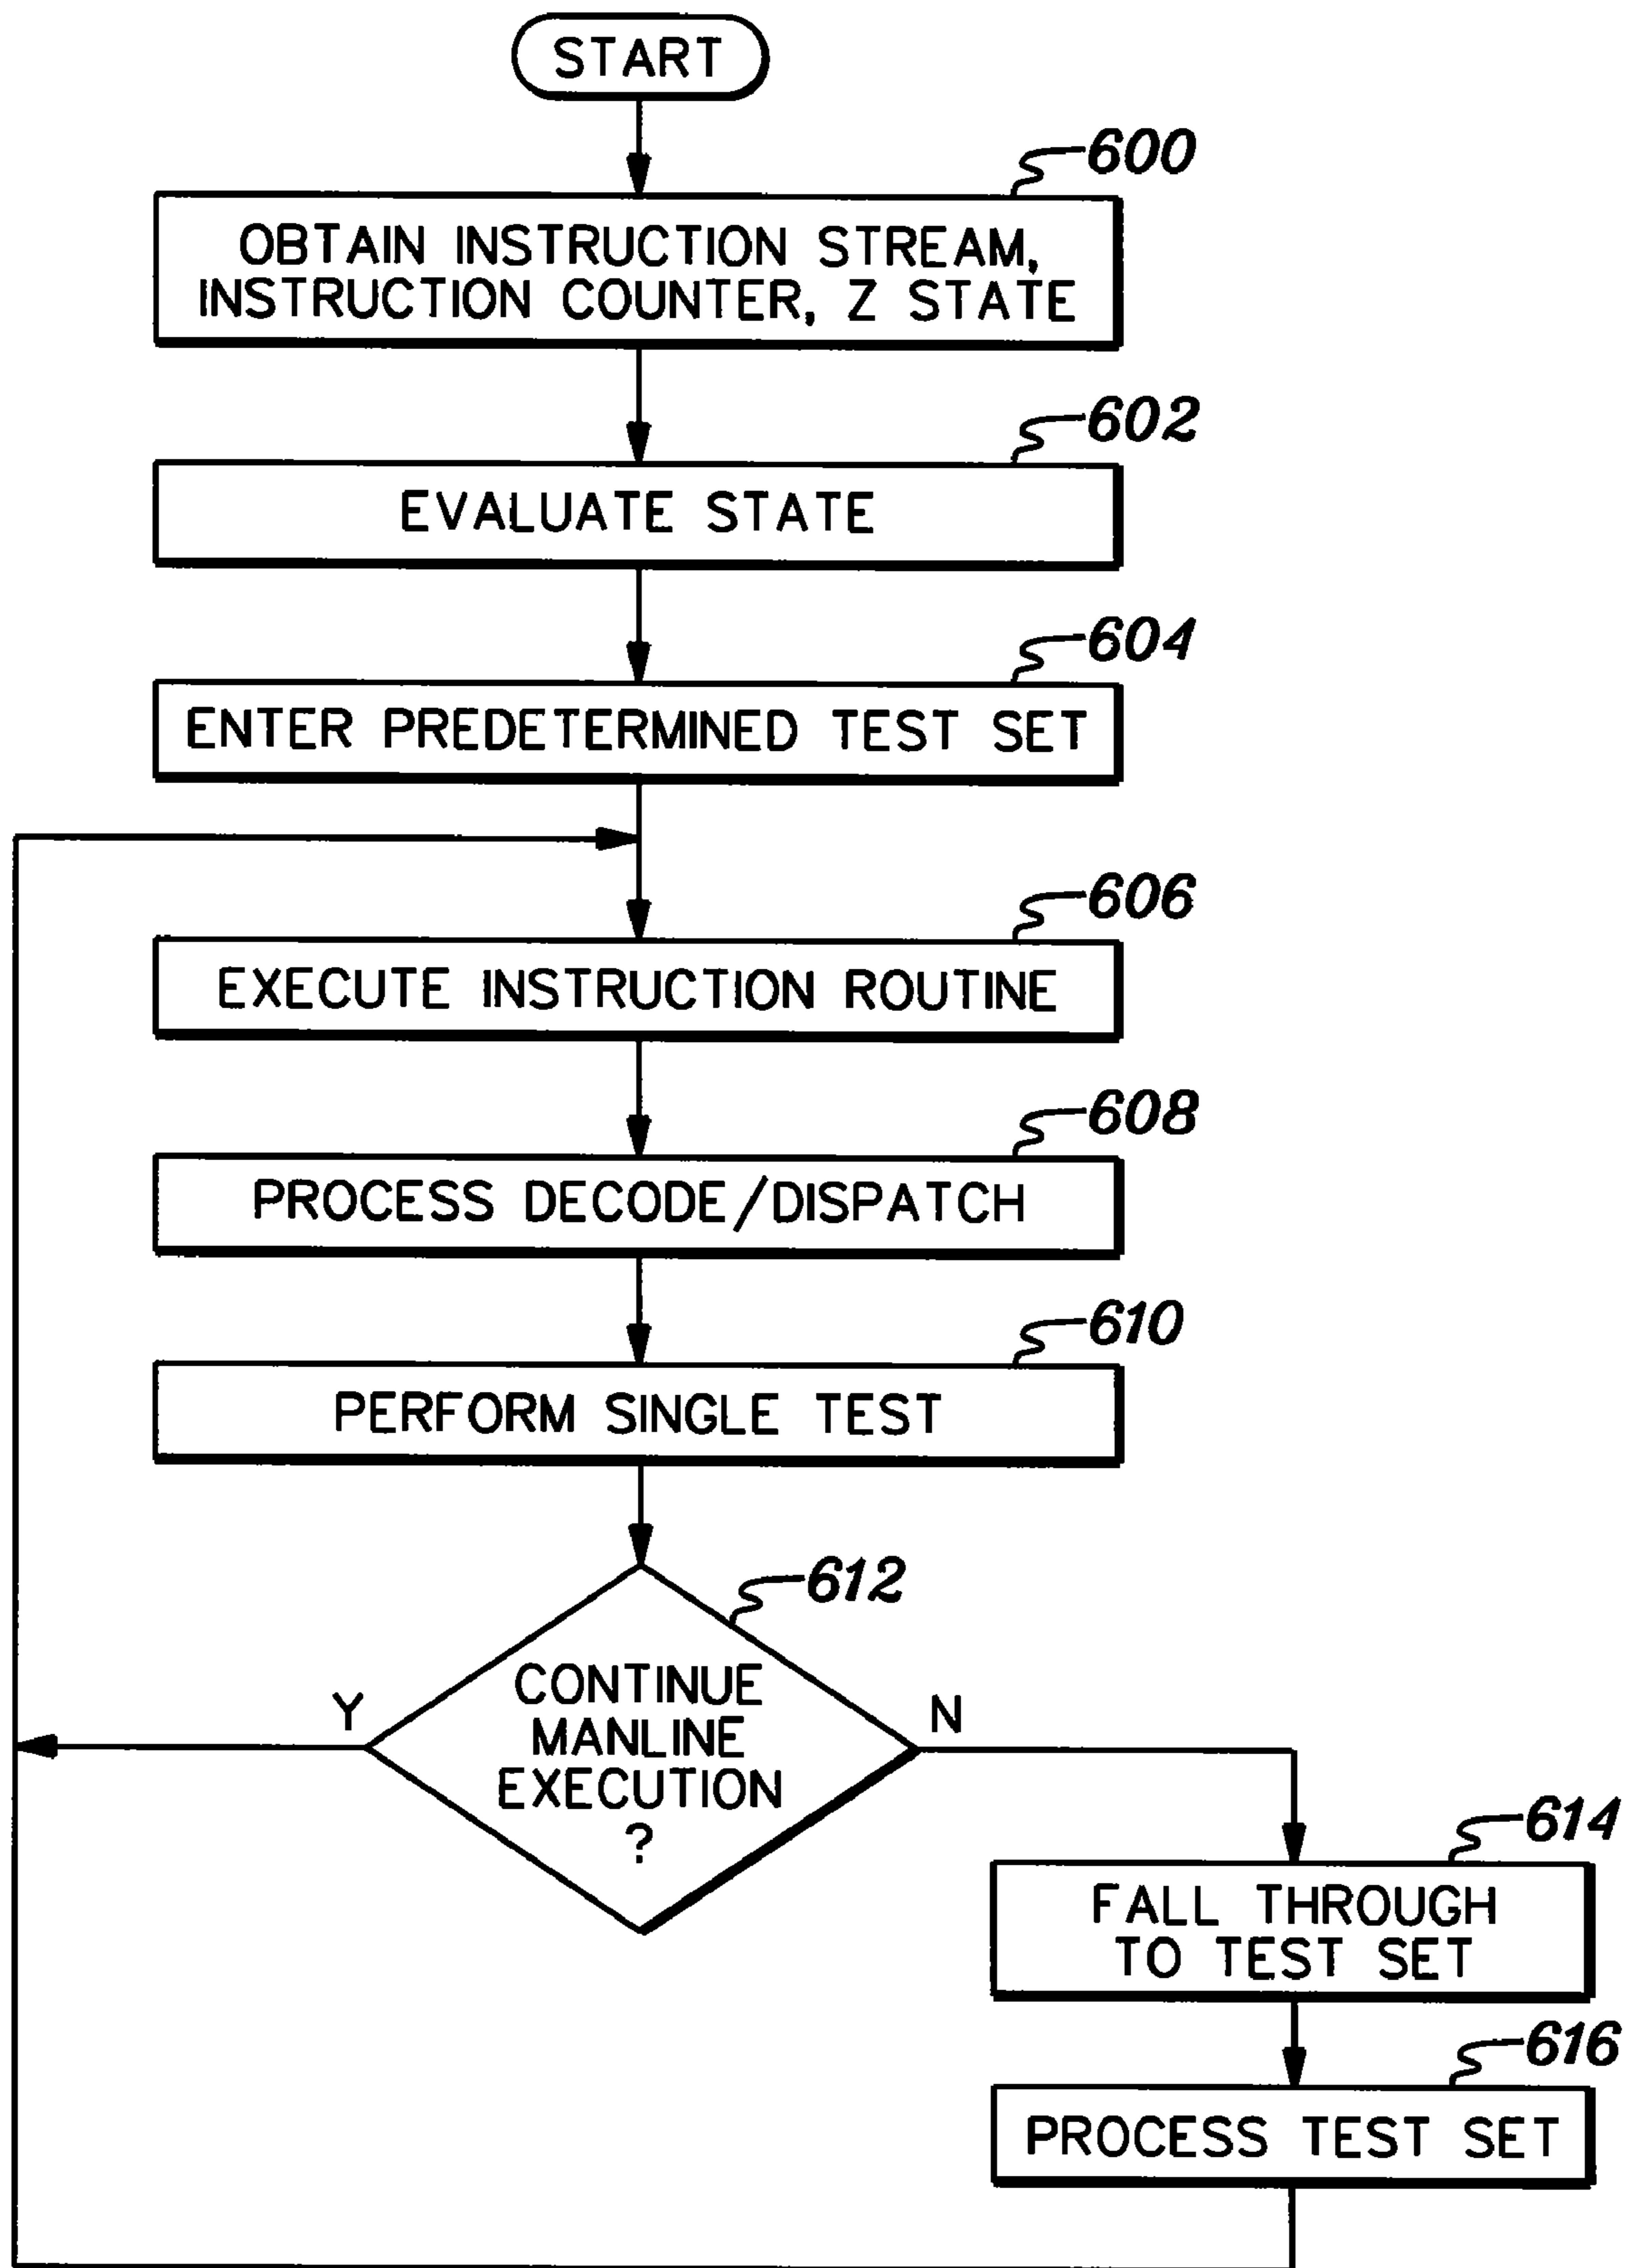 START
600
OBTAIN INSTRUCTION STREAM,
INSTRUCTION COUNTER, Z STATE
602
EVALUATE STATE
604
ENTER PREDETERMINED TEST SET
606
EXECUTE INSTRUCTION ROUTINE
608
PROCESS DECODE/DISPATCH
610
PERFORM SINGLE TEST
612
CONTINUE
MANLINE
EXECUTION
?
Y
N
614
FALL THROUGH
TO TEST SET
616
PROCESS TEST SET